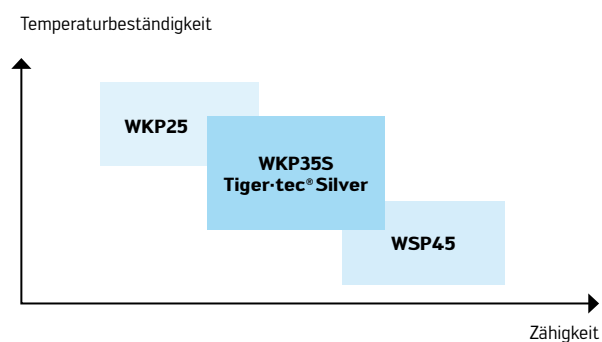 Temperaturbeständigkeit
WKP25
WKP35S
Tiger·tec® Silver
WSP45
Zähigkeit